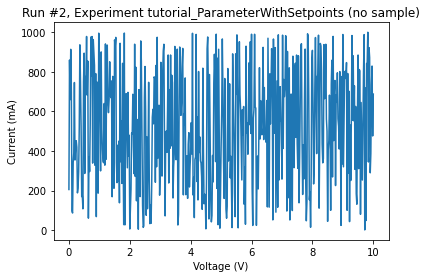 Run #2, Experiment tutorial_ParameterWithSetpoints (no sample)
1000
800
600
400
200
0
Current (mA)
0 2 4 6 8 10
Voltage (V)